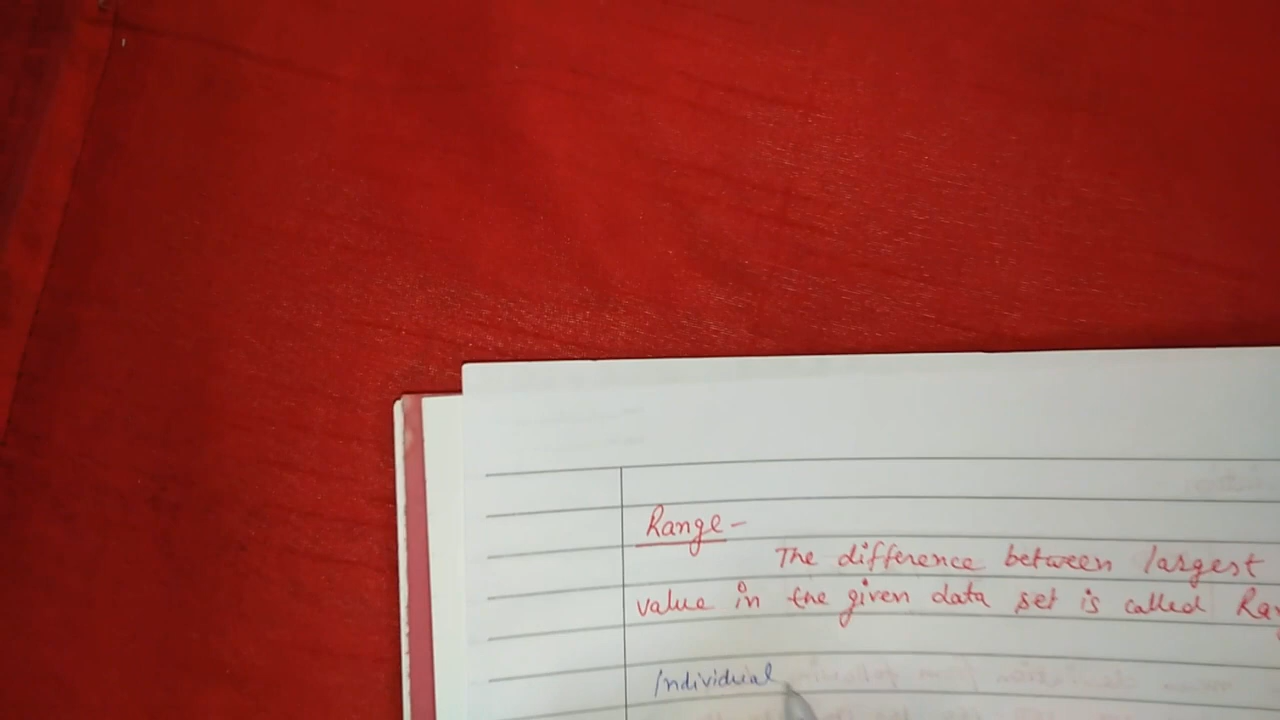 Range-
The difference between largest
value in the given data set is called
Individual